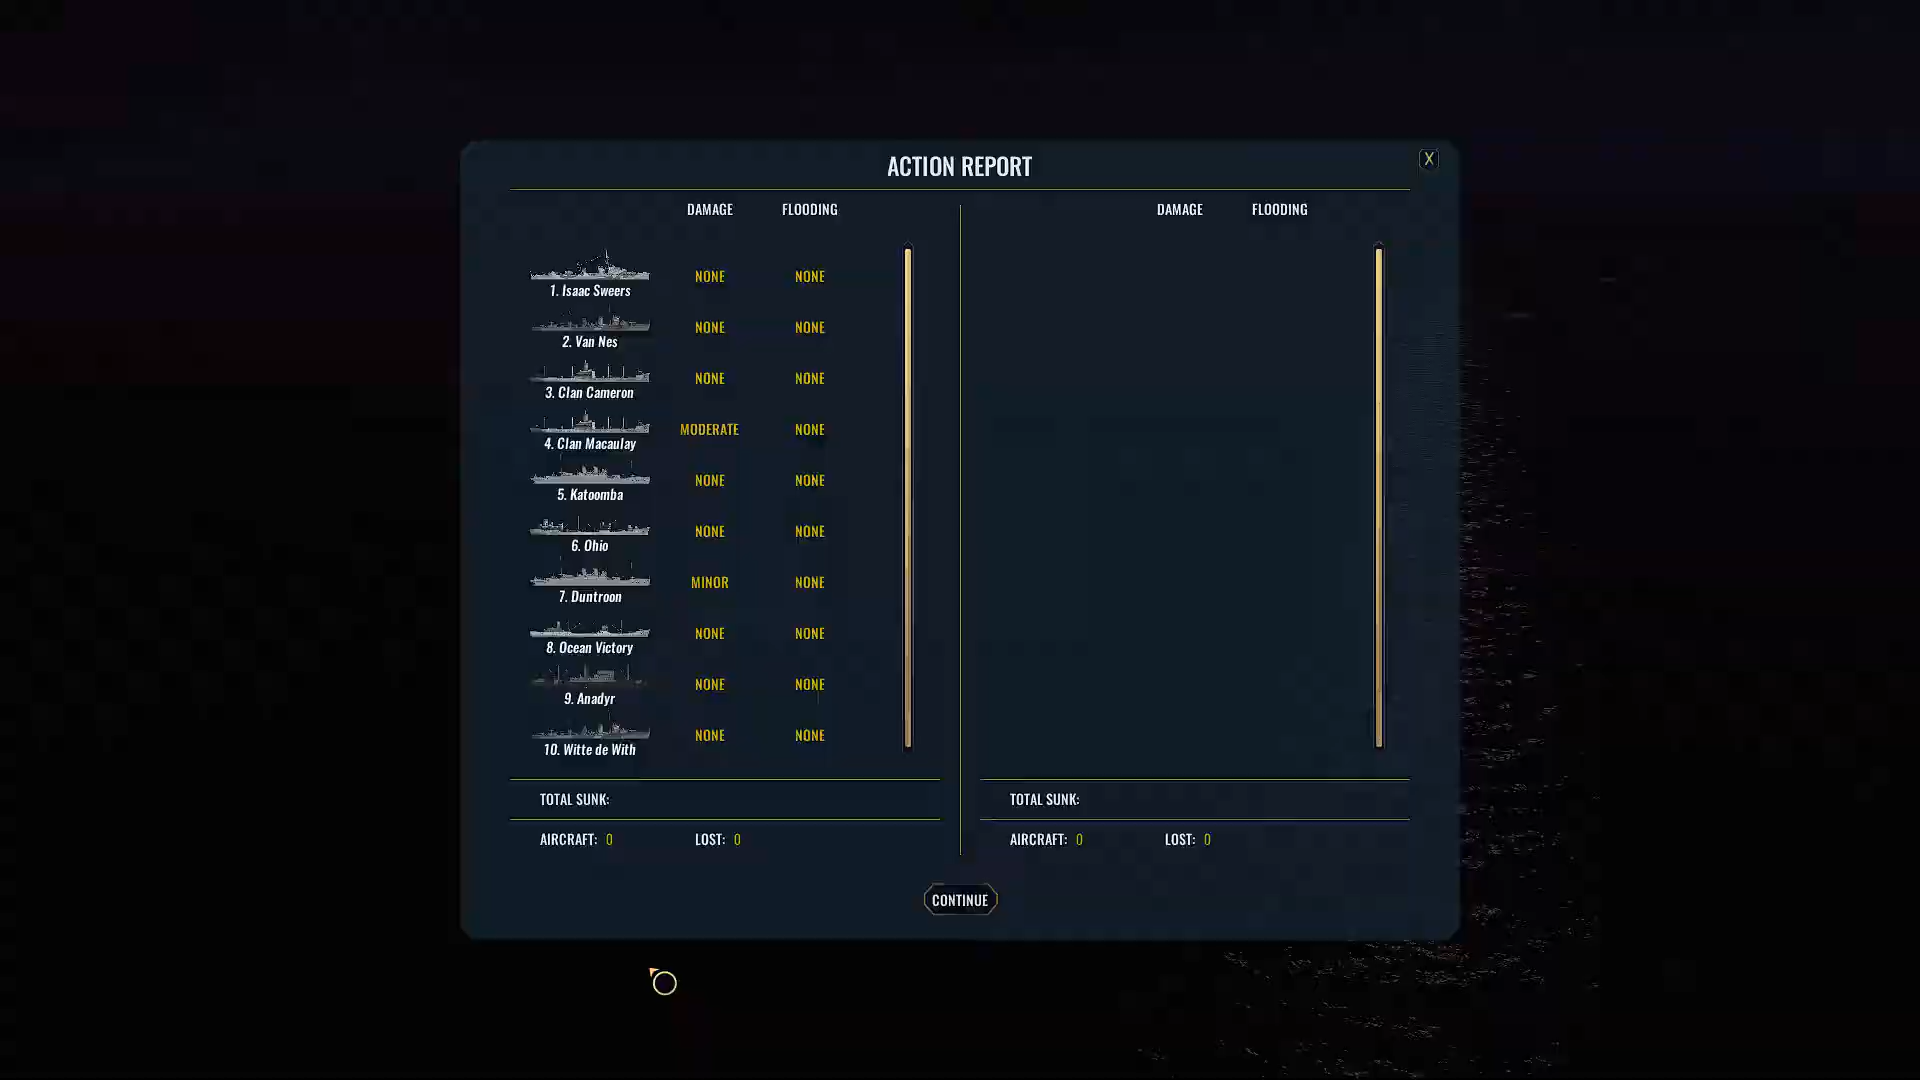 ACTION REPORT
X
DAMAGE FLOODING
1. Isaac Sweers NONE NONE
2. Van Nes NONE NONE
3. Clan Cameron NONE NONE
4. Clan Macaulay MODERATE NONE
5. Katoomba NONE NONE
6. Ohio NONE NONE
7. Duntroon MINOR NONE
8. Ocean Victory NONE NONE
9. Anadyr NONE NONE
10. Witte de With NONE NONE
TOTAL SUNK:
AIRCRAFT: 0 LOST: 0
DAMAGE FLOODING
TOTAL SUNK:
AIRCRAFT: 0 LOST: 0
CONTINUE